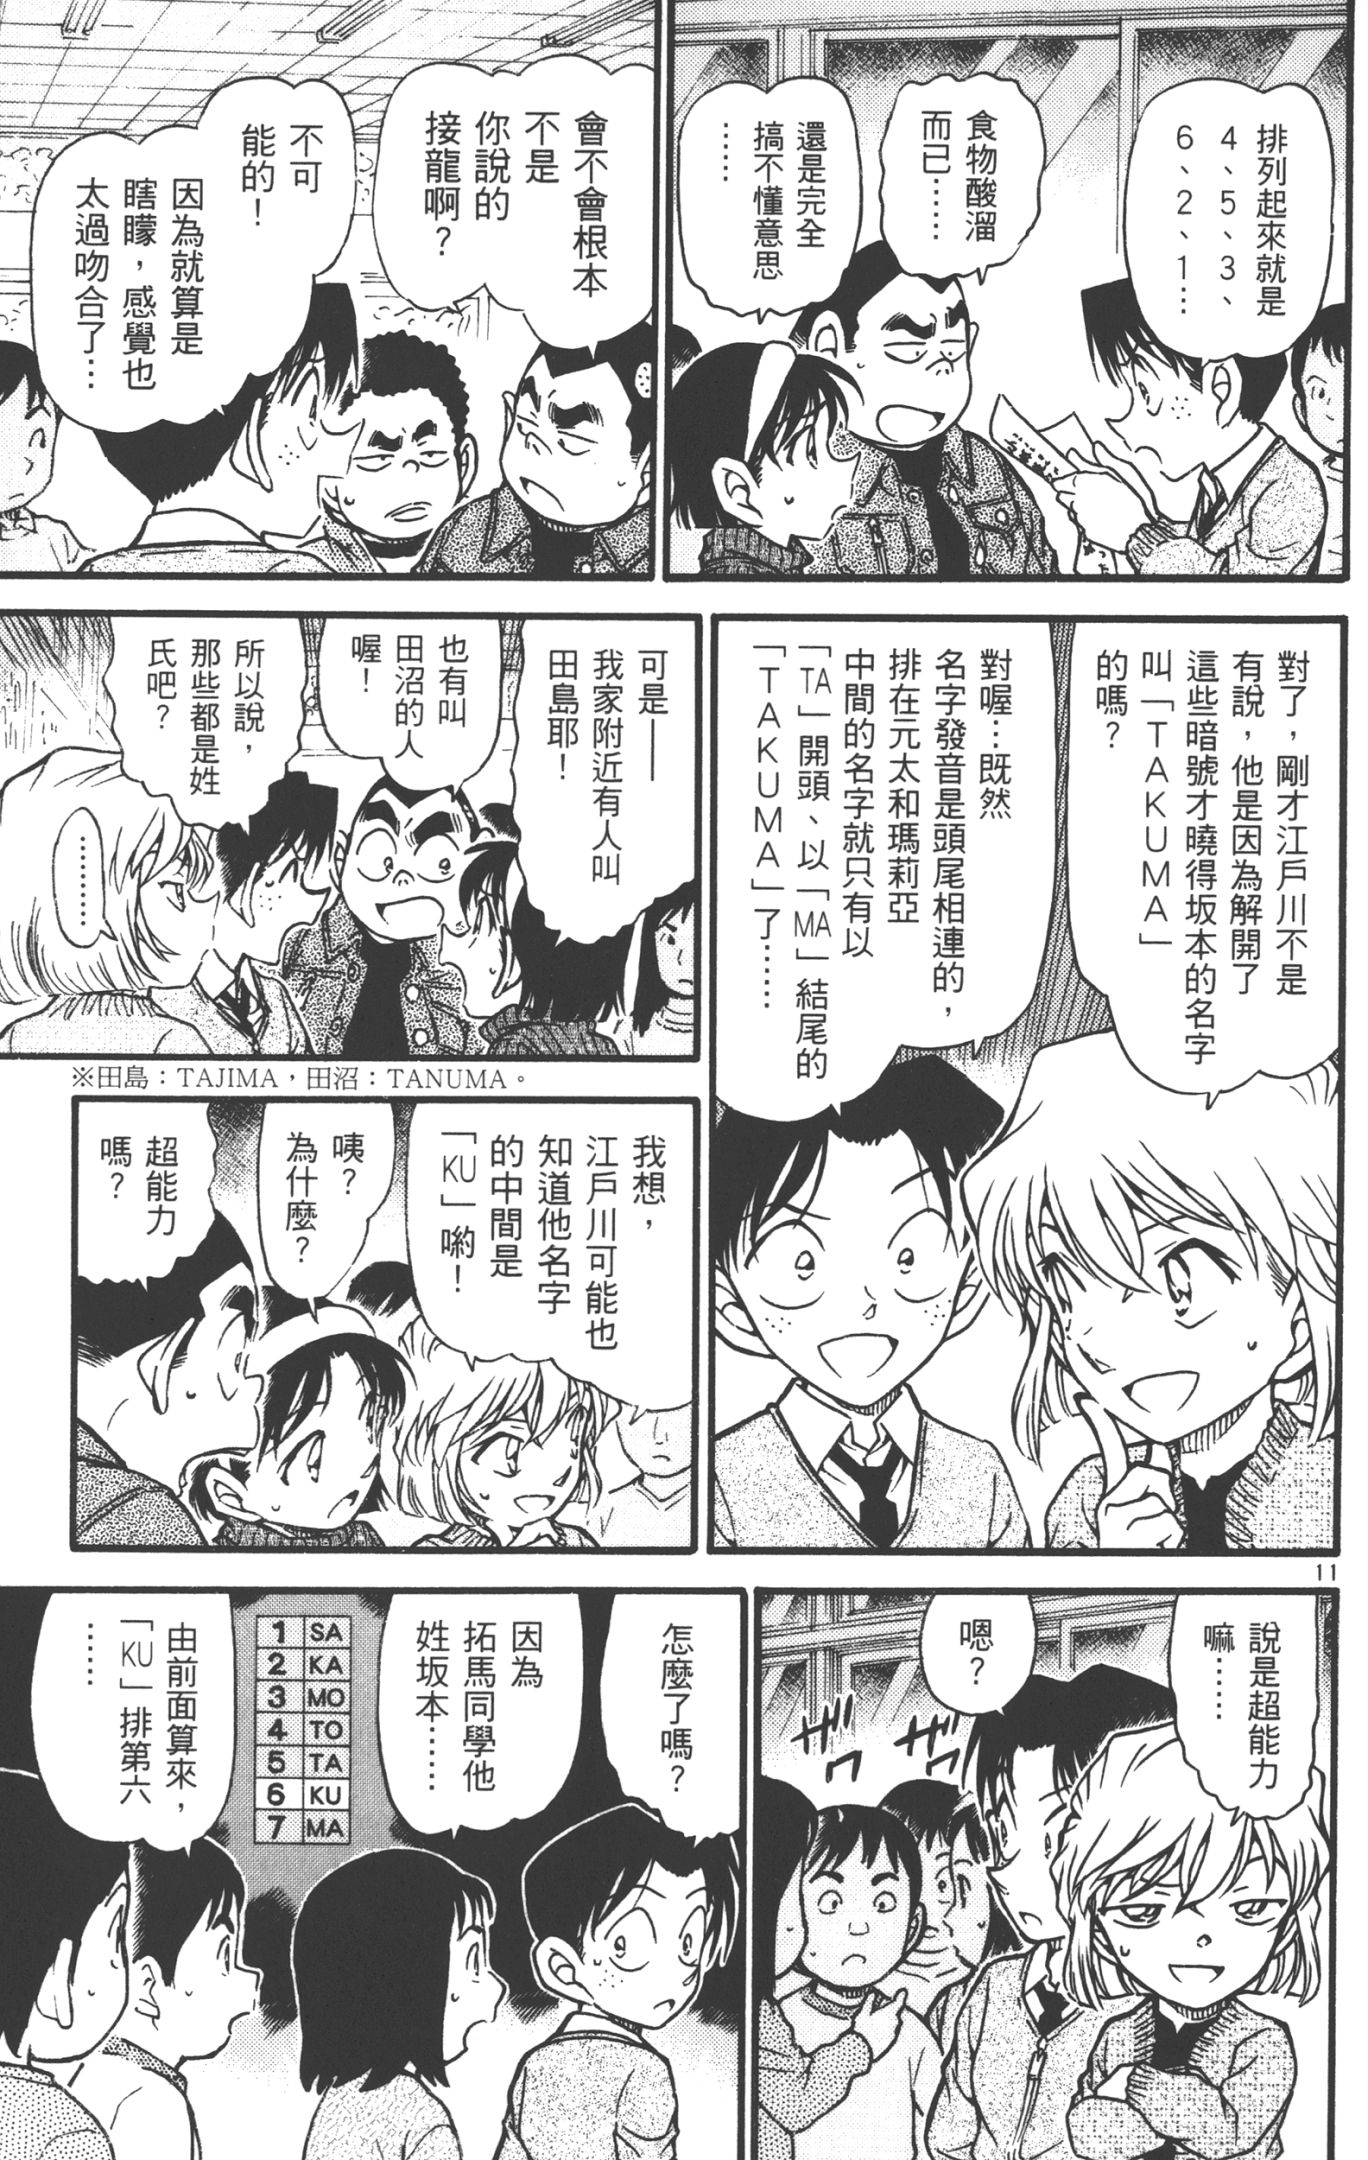 排列起來就是
4、5、3、
6、2、1…
食物酸溜
而已……
還是完全
搞不懂意思
……
會不會根本
不是
你說的
接龍啊？
不可
能的！
因為就算是
瞎矇，感覺也
太過吻合了…
對了，剛才江戶川不是
有說，他是因為解開了
這些暗號才曉得坂本的名字
叫「TAKUMA」
的嗎？
對喔…既然
名字發音是頭尾相連的，
排在元太和瑪莉亞
中間的名字就只有以
「TA」開頭、以「MA」結尾的
「TAKUMA」了……
可是——
我家附近有人叫
田島耶！
也有叫
田沼的人
喔！
所以說，
那些都是姓
氏吧？
………
※田島：TAJIMA，田沼：TANUMA。
我想，
江戶川可能也
知道他名字
的中間是
「KU」喲！
咦？
為什麼？
超能力
嗎？
11
說是超能力
嘛……
嗯？
ザワ
ザワ
怎麼了嗎？
因為
拓馬同學他
姓坂本……
1 SA
2 KA
3 MO
4 TO
5 TA
6 KU
7 MA
由前面算來，
「KU」排第六
……